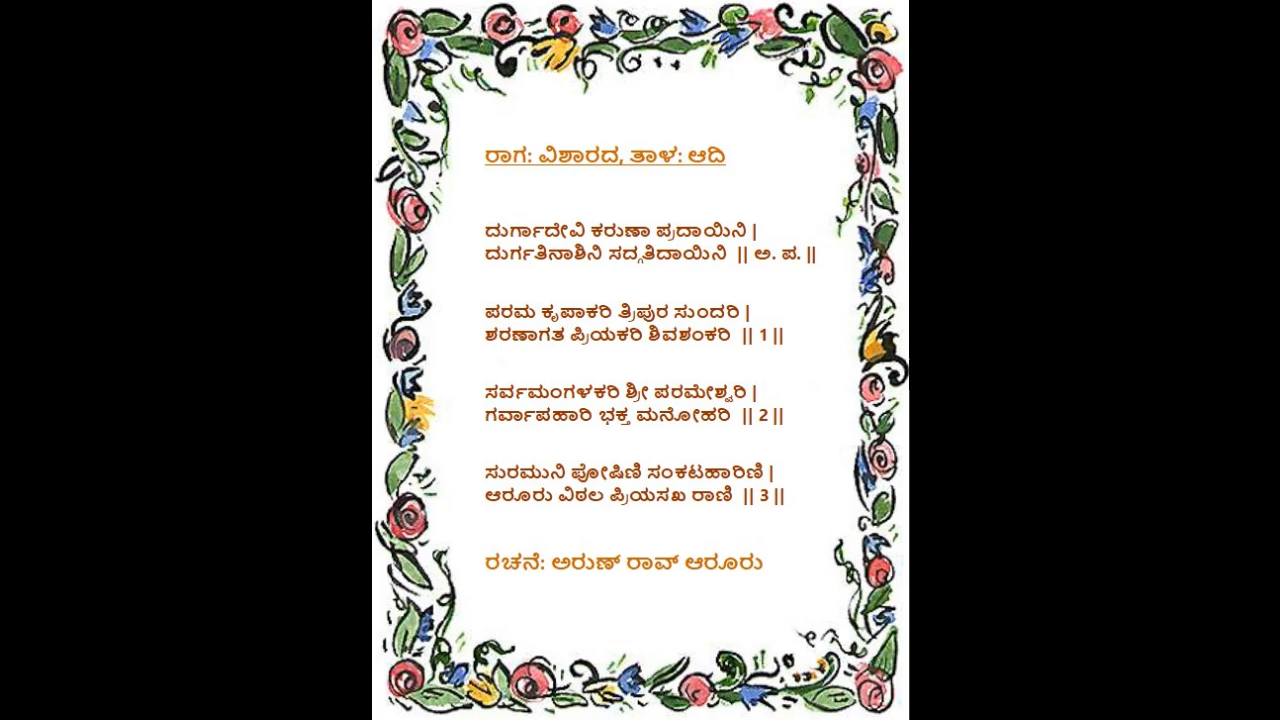 ರಾಗ: ವಿಶಾರದ, ತಾಳ: ಆದಿ
ದುರ್ಗಾದೇವಿ ಕರುಣಾ ಪ್ರದಾಯಿನಿ |
ದುರ್ಗತಿನಾಶಿನಿ ಸದ್ಗತಿದಾಯಿನಿ || ಅ. ಪ. ||
ಪರಮ ಕೃಪಾಕರಿ ತ್ರಿಪುರ ಸುಂದರಿ |
ಶರಣಾಗತ ಪ್ರಿಯಕರಿ ಶಿವಶಂಕರಿ || 1 ||
ಸರ್ವಮಂಗಳಕರಿ ಶ್ರೀ ಪರಮೇಶ್ವರಿ |
ಗರ್ವಾಪಹಾರಿ ಭಕ್ತ ಮನೋಹರಿ || 2 ||
ಸುರಮುನಿ ಪೋಷಿಣಿ ಸಂಕಟಹಾರಿಣಿ |
ಆರೂರು ವಿಠಲ ಪ್ರಿಯಸಖ ರಾಣಿ || 3 ||
ರಚನೆ: ಅರುಣ್ ರಾವ್ ಆರೂರು